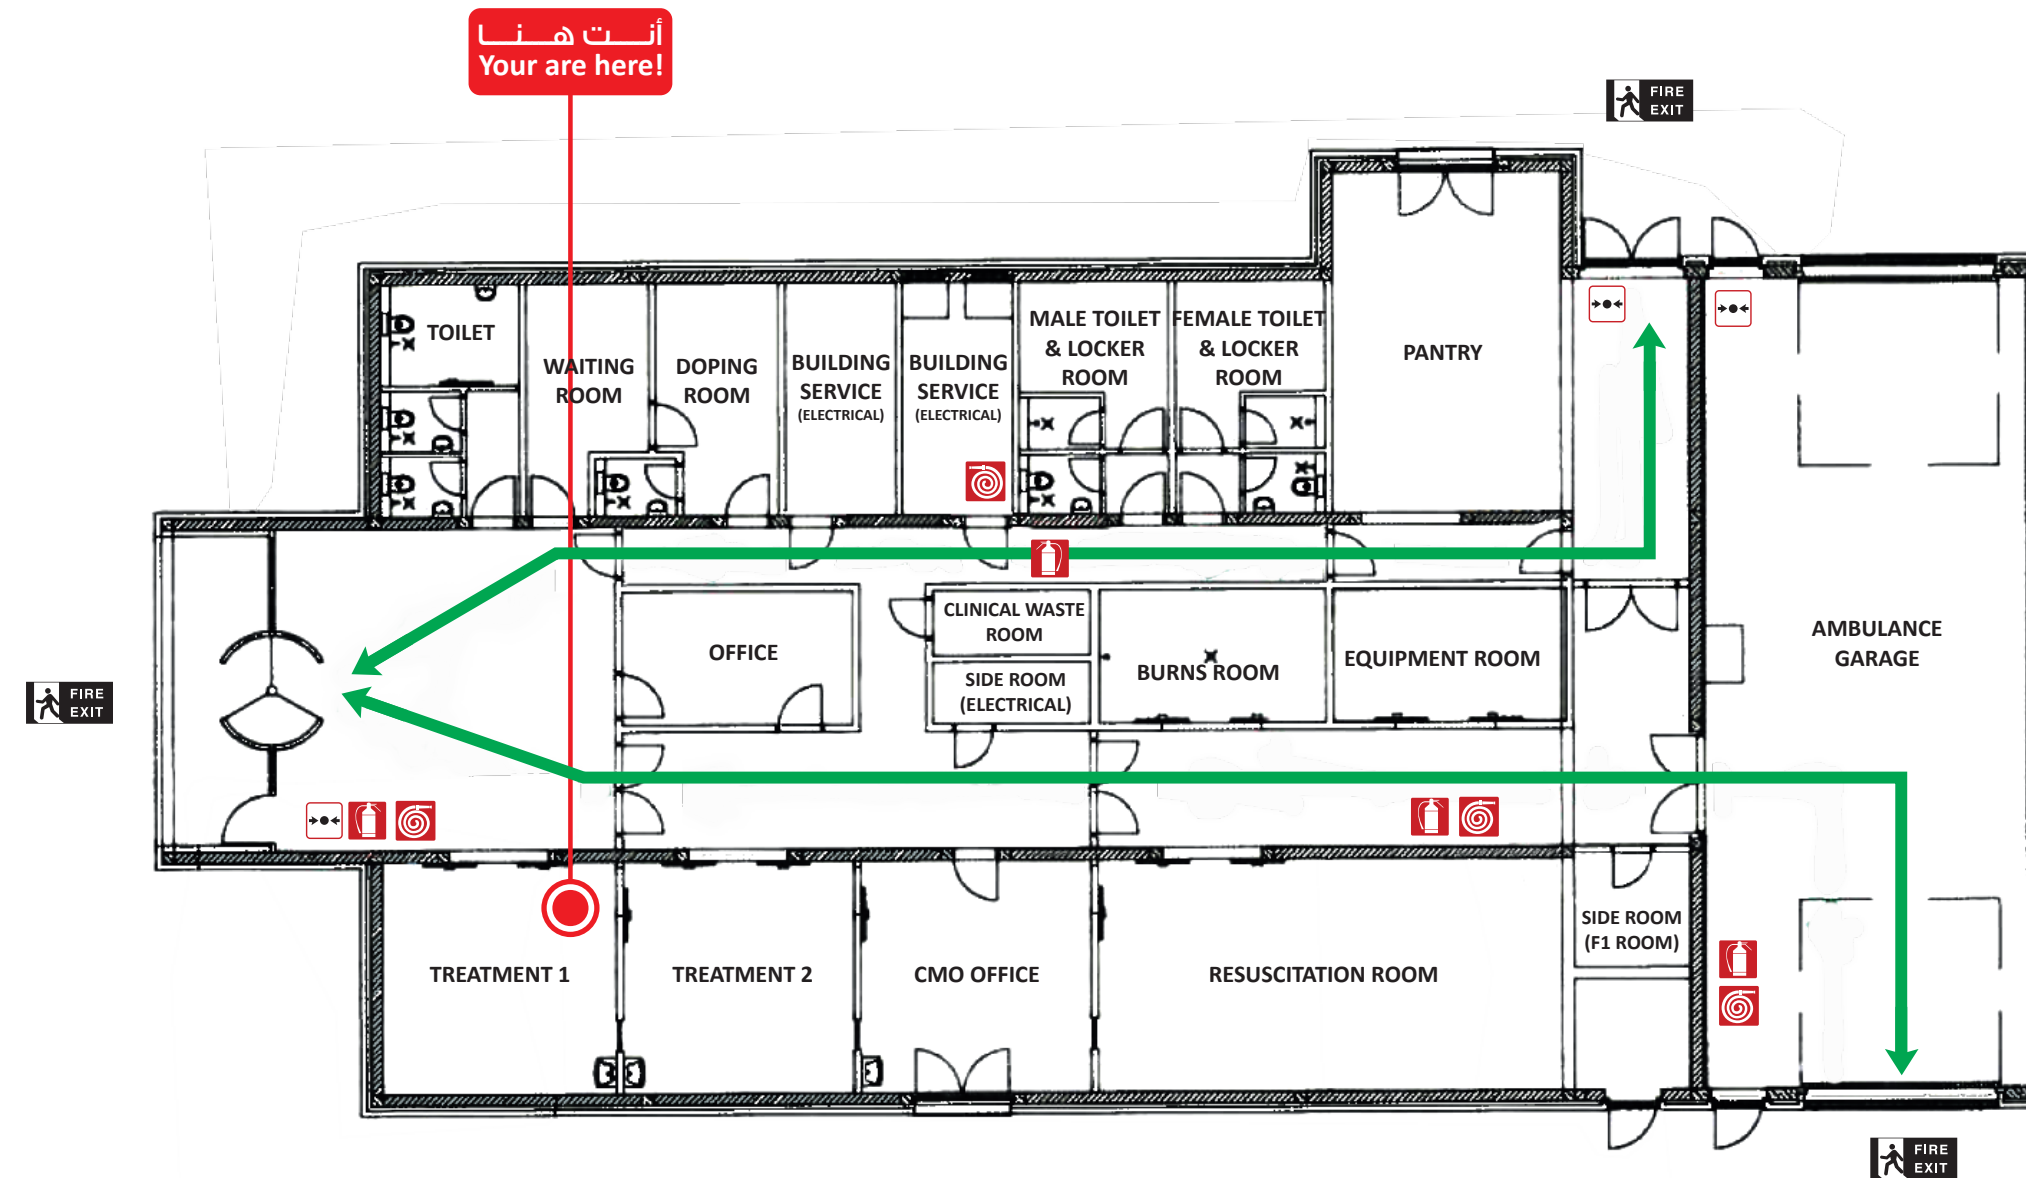 أنت هنا
Your are here!
FIRE
EXIT
TOILET
WAITING
ROOM
DOPING
ROOM
BUILDING
SERVICE
(ELECTRICAL)
BUILDING
SERVICE
(ELECTRICAL)
MALE TOILET
& LOCKER
ROOM
FEMALE TOILET
& LOCKER
ROOM
PANTRY
OFFICE
CLINICAL WASTE
ROOM
SIDE ROOM
(ELECTRICAL)
BURNS ROOM
EQUIPMENT ROOM
AMBULANCE
GARAGE
FIRE
EXIT
TREATMENT 1
TREATMENT 2
CMO OFFICE
RESUSCITATION ROOM
SIDE ROOM
(F1 ROOM)
FIRE
EXIT